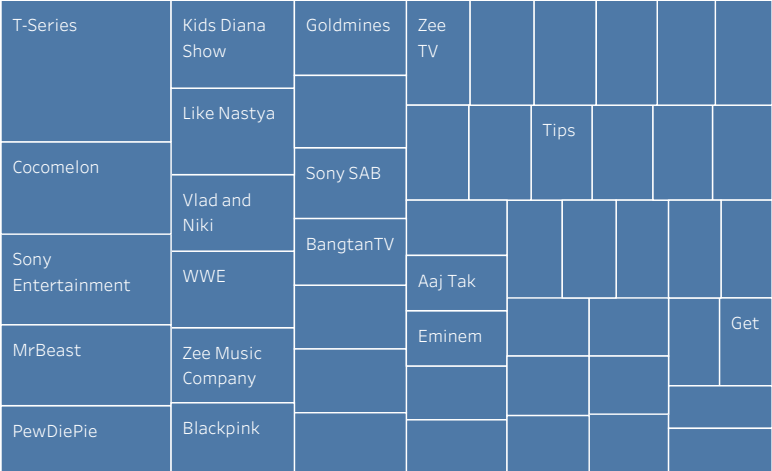 T-Series
Cocomelon
Sony
Entertainment
MrBeast
PewDiePie
Kids Diana
Show
Like Nastya
Vlad and
Niki
WWE
Zee Music
Company
Blackpink
Goldmines
Sony SAB
BangtanTV
Zee
TV
Tips
Aaj Tak
Eminem
Get